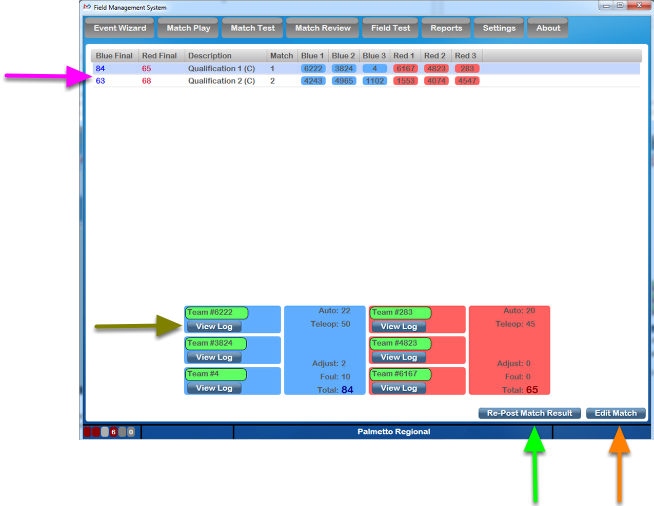 Field Management System
Event Wizard Match Play Match Test Match Review Field Test Reports Settings About
Blue Final Red Final Description Match Blue 1 Blue 2 Blue 3 Red 1 Red 2 Red 3
84 65 Qualification 1 (C) 1 6222 3824 4 6167 4823 283
63 68 Qualification 2 (C) 2 4243 4965 1102 1553 4074 4547
Team #6222 Auto: 22 Team #283 Auto: 20
View Log Teleop: 50 View Log Teleop: 45
Team #3824 Team #4823
View Log Adjust: 2 View Log Adjust: 0
Team #4 Foul: 10 Team #6167 Foul: 0
View Log Total: 84 View Log Total: 65
Re-Post Match Result Edit Match
6 0 Palmetto Regional